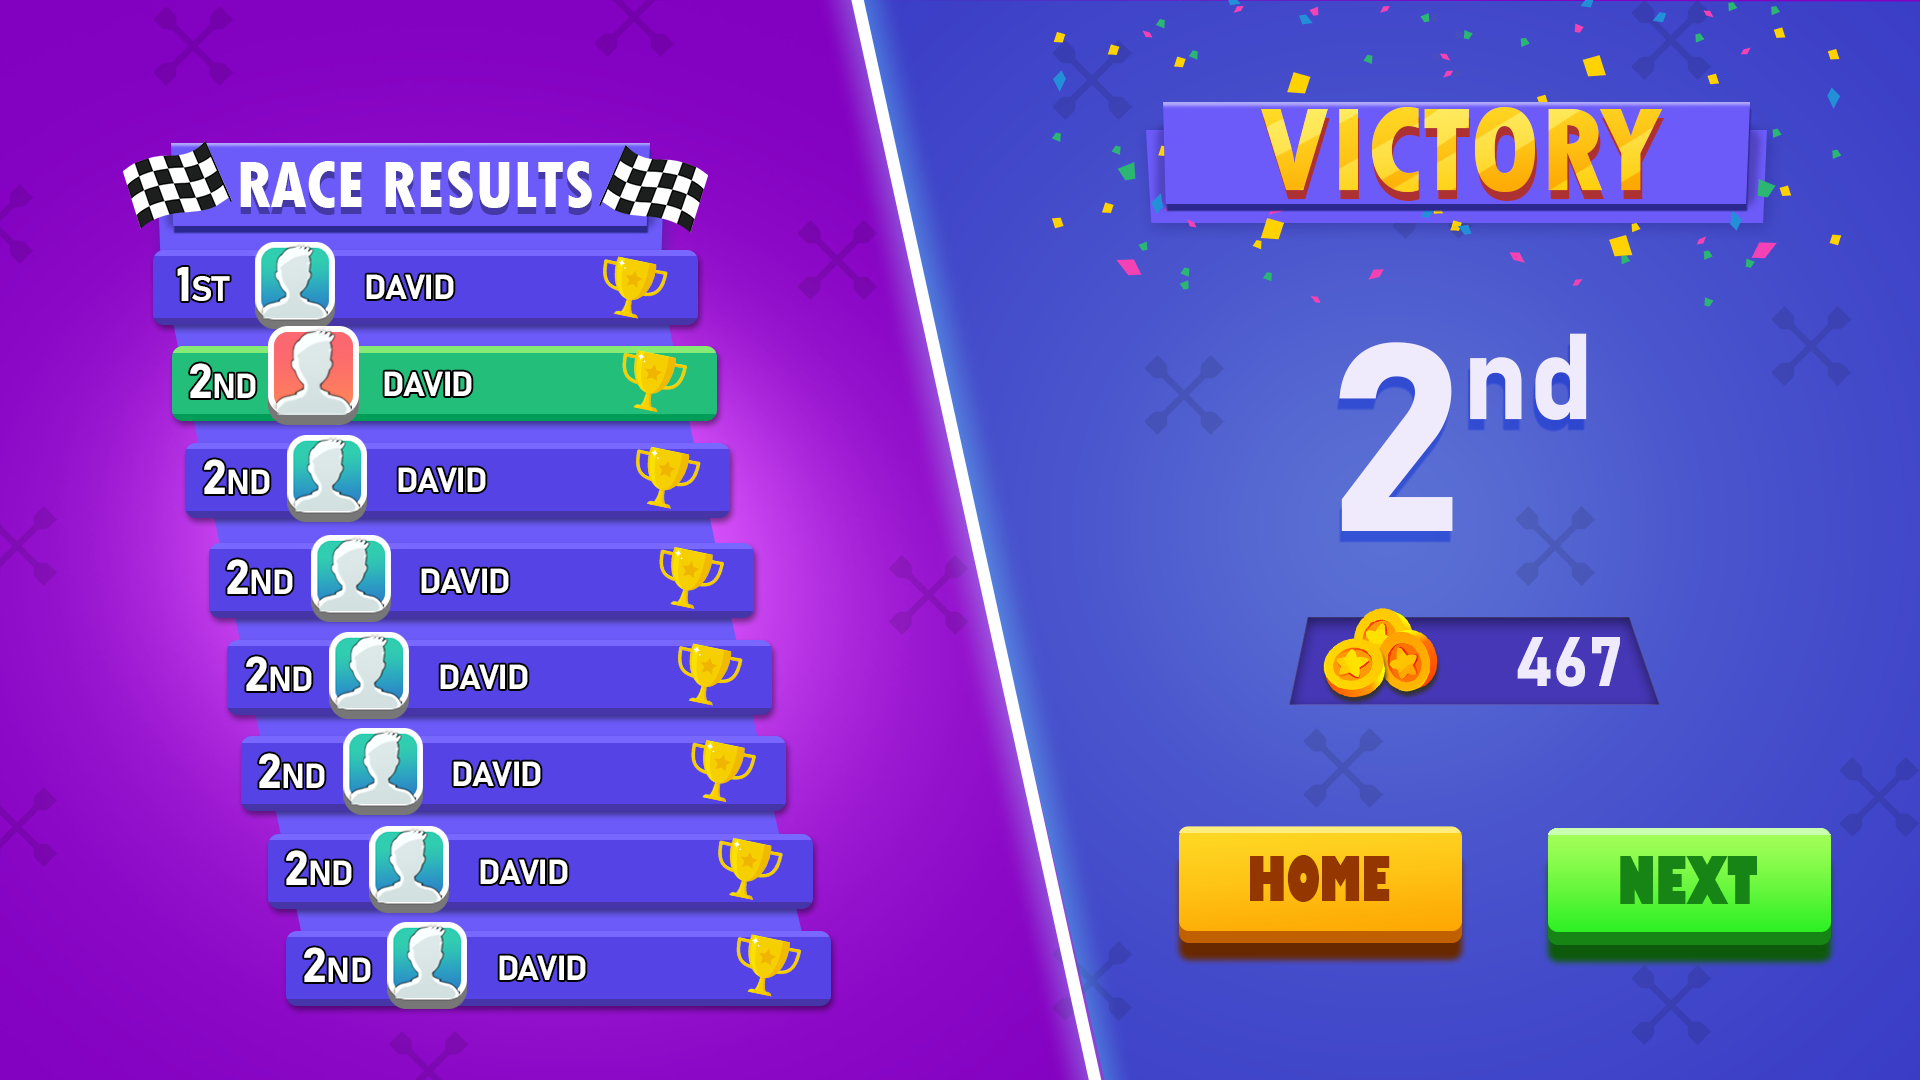 RACE RESULTS
1ST DAVID
2ND DAVID
2ND DAVID
2ND DAVID
2ND DAVID
2ND DAVID
2ND DAVID
2ND DAVID
VICTORY
2nd
467
HOME
NEXT